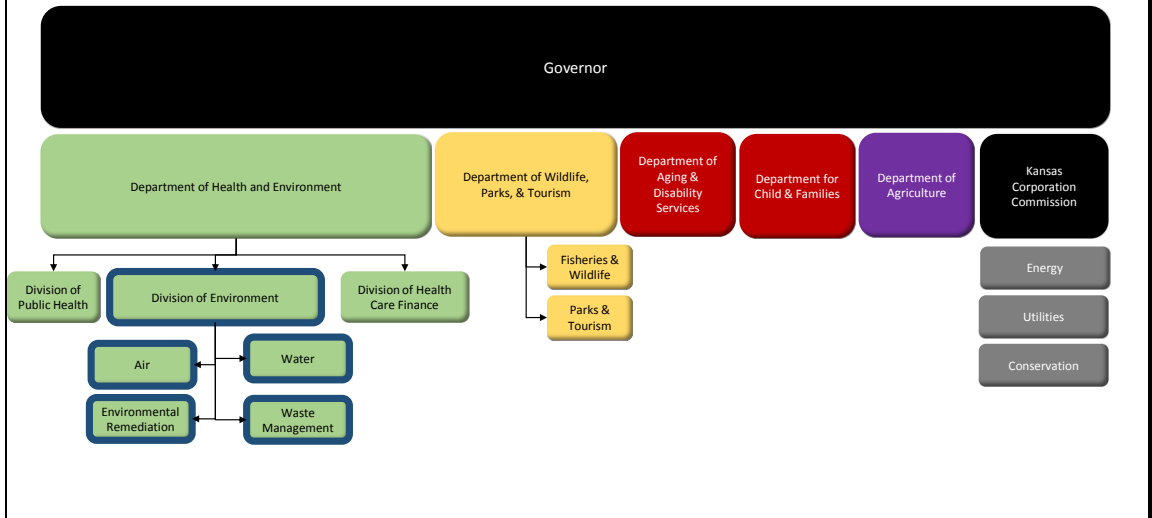 Governor
Department of Health and Environment
Department of Wildlife,
Parks, & Tourism
Department of
Aging &
Disability
Services
Department for
Child & Families
Department of
Agriculture
Kansas
Corporation
Commission
Division of
Public Health
Division of Environment
Division of Health
Care Finance
Fisheries &
Wildlife
Parks &
Tourism
Energy
Utilities
Conservation
Air
Water
Environmental
Remediation
Waste
Management